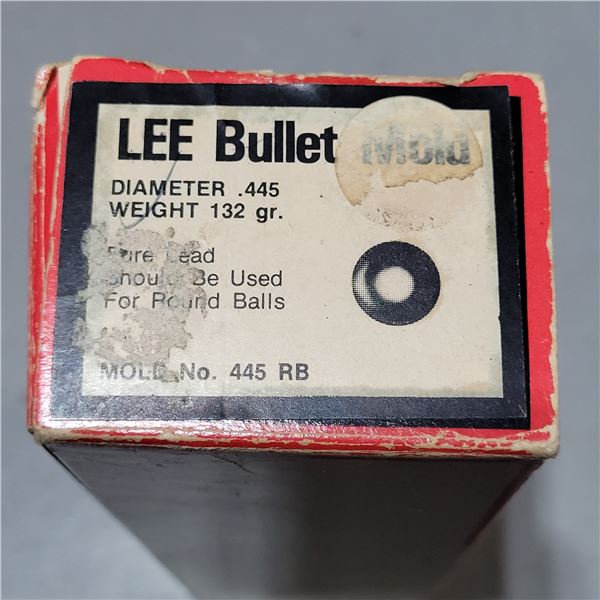 LEE Bullet Mold
DIAMETER .445
WEIGHT 132 gr.
Pure Lead
Should Be Used
For Round Balls
MOLD No. 445 RB